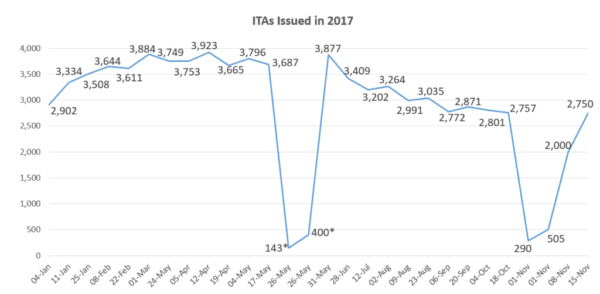 ITAs Issued in 2017
4,000
3,500
3,000
2,500
2,000
1,500
1,000
500
0
2,902
3,334
3,508
3,644
3,611
3,884
3,749
3,753
3,923
3,665
3,796
3,687
143*
400*
3,877
3,409
3,202
3,264
2,991
3,035
2,772
2,871
2,801
2,757
290
505
2,000
2,750
04-Jan
11-Jan
25-Jan
08-Feb
22-Feb
01-Mar
24-Mar
05-Apr
12-Apr
19-Apr
04-May
17-May
26-May
26-May
31-May
28-Jun
12-Jul
02-Aug
09-Aug
23-Aug
06-Sep
20-Sep
04-Oct
18-Oct
01-Nov
01-Nov
08-Nov
15-Nov